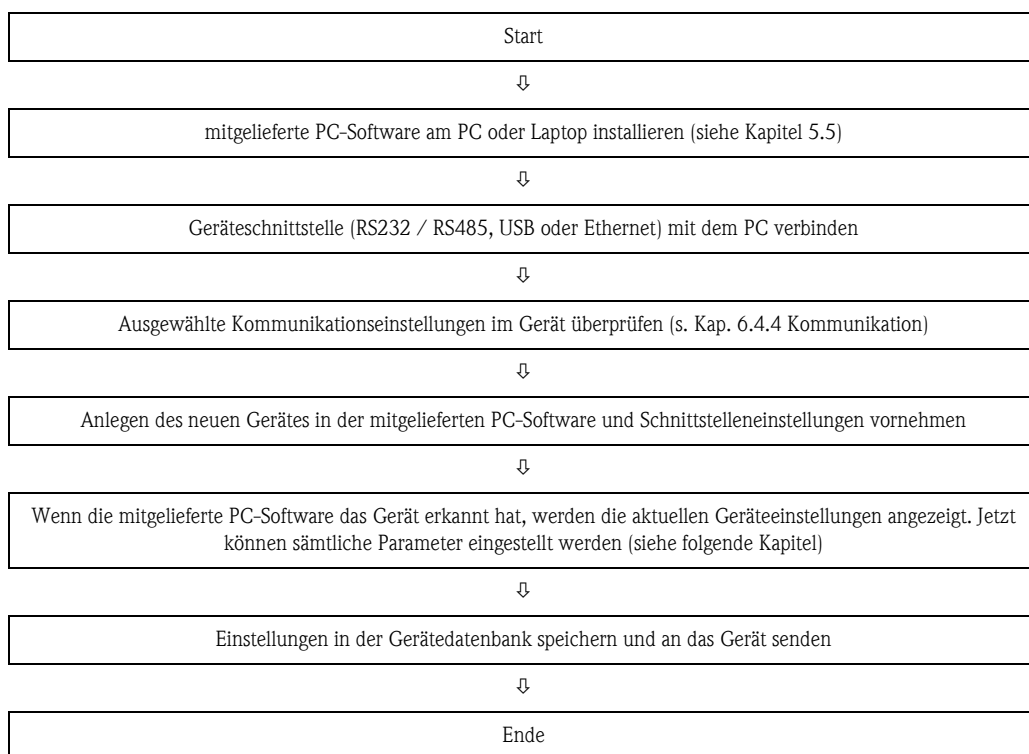 Start
⇩
mitgelieferte PC-Software am PC oder Laptop installieren (siehe Kapitel 5.5)
⇩
Geräteschnittstelle (RS232 / RS485, USB oder Ethernet) mit dem PC verbinden
⇩
Ausgewählte Kommunikationseinstellungen im Gerät überprüfen (s. Kap. 6.4.4 Kommunikation)
⇩
Anlegen des neuen Gerätes in der mitgelieferten PC-Software und Schnittstelleneinstellungen vornehmen
⇩
Wenn die mitgelieferte PC-Software das Gerät erkannt hat, werden die aktuellen Geräteeinstellungen angezeigt. Jetzt
können sämtliche Parameter eingestellt werden (siehe folgende Kapitel)
⇩
Einstellungen in der Gerätedatenbank speichern und an das Gerät senden
⇩
Ende